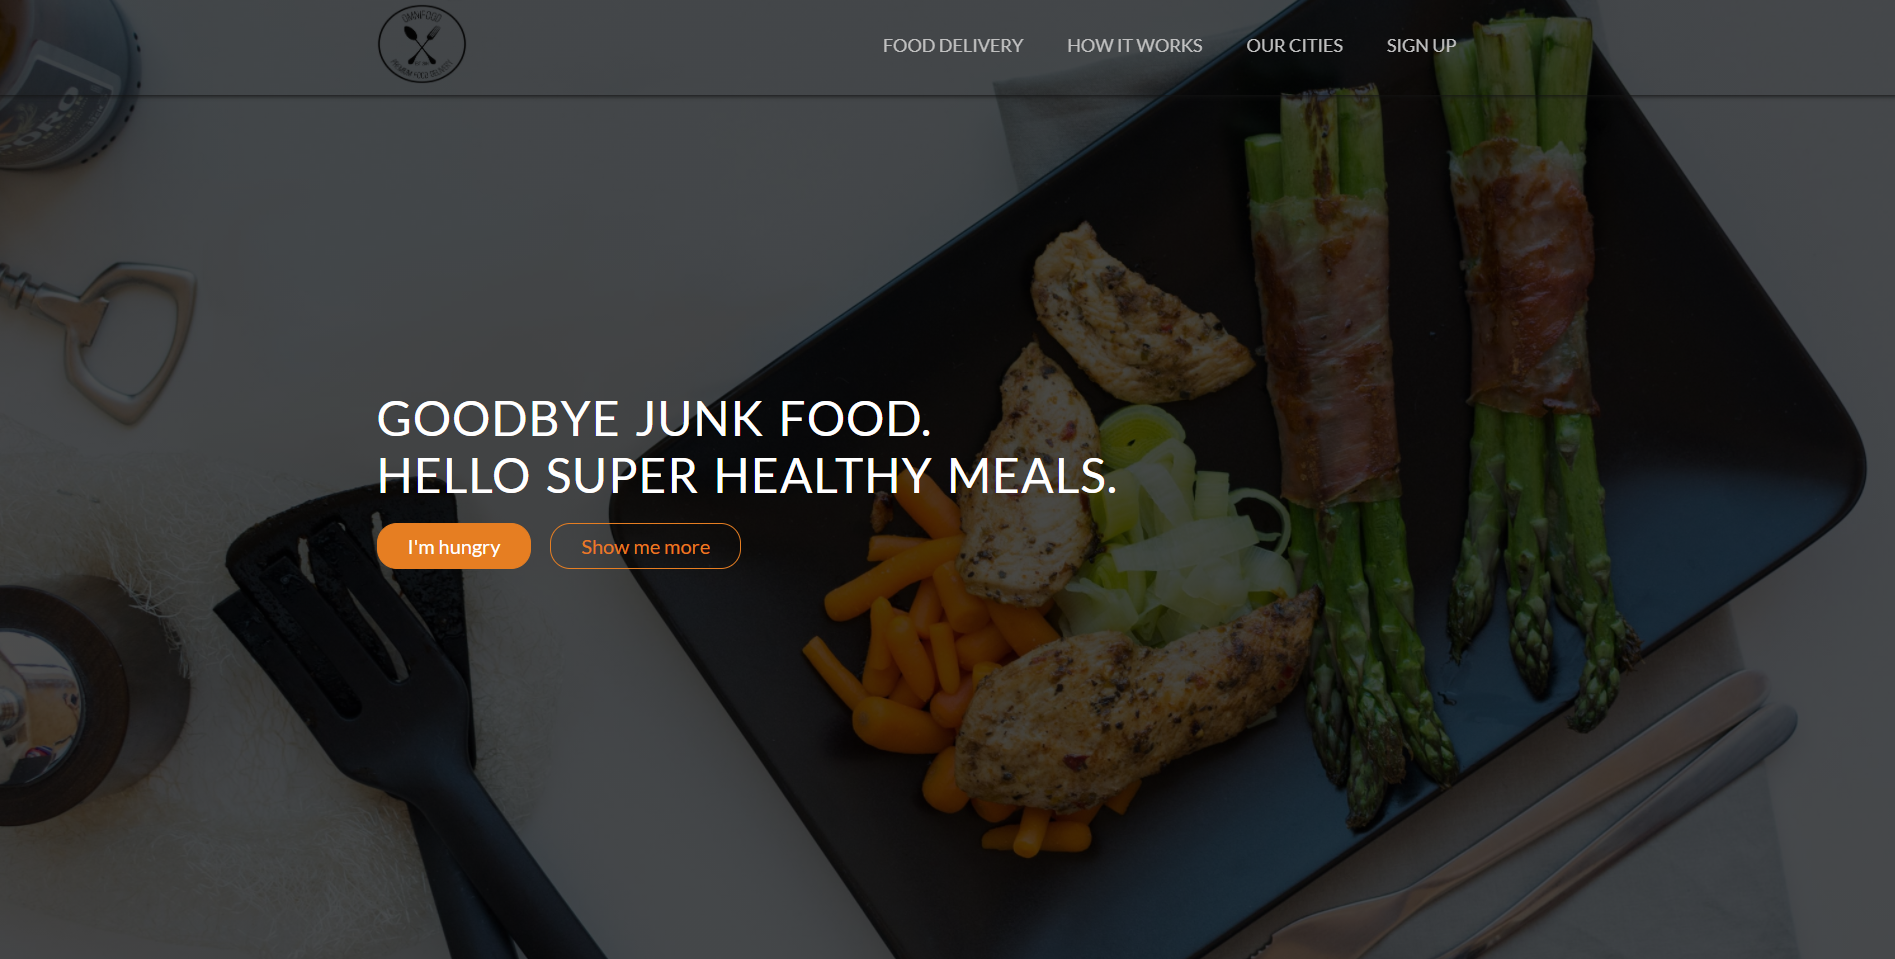 OMNIFOOD
PREMIUM FOOD DELIVERY
FOOD DELIVERY
HOW IT WORKS
OUR CITIES
SIGN UP
ORO
GOODBYE JUNK FOOD.
HELLO SUPER HEALTHY MEALS.
I'm hungry
Show me more